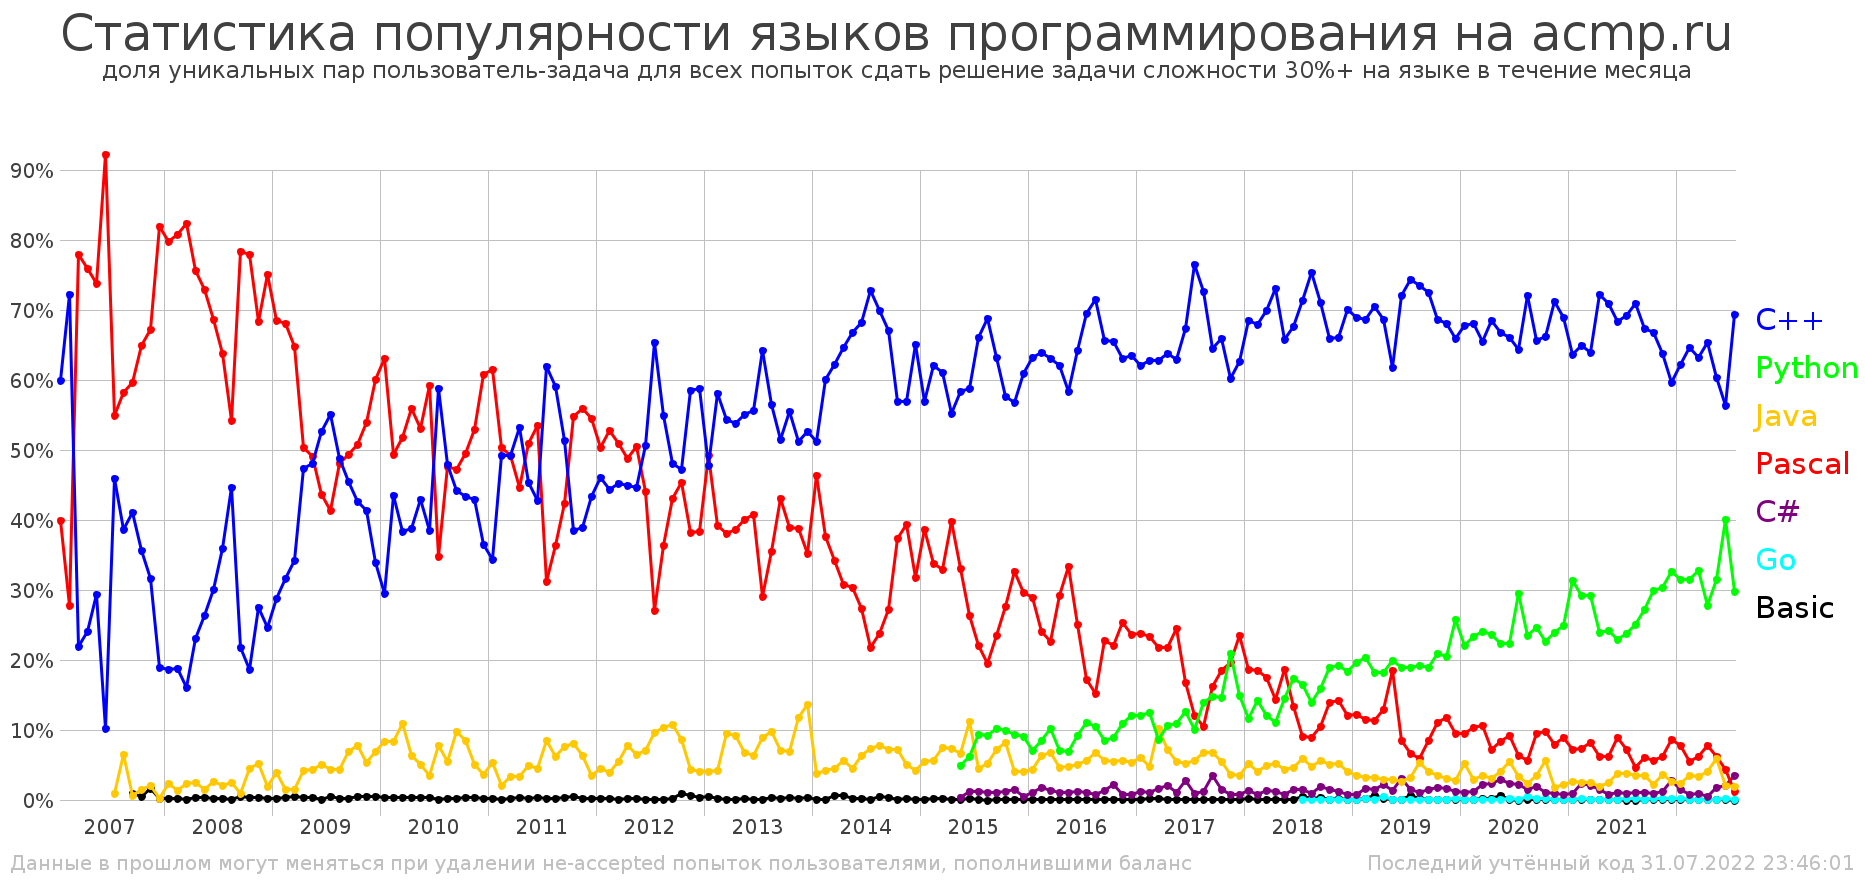 Статистика популярности языков программирования на acmp.ru
доля уникальных пар пользователь-задача для всех попыток сдать решение задачи сложности 30%+ на языке в течение месяца
90%
80%
70%
60%
50%
40%
30%
20%
10%
0%
C++
Python
Java
Pascal
C#
Go
Basic
2007 2008 2009 2010 2011 2012 2013 2014 2015 2016 2017 2018 2019 2020 2021
Данные в прошлом могут меняться при удалении не-accepted попыток пользователями, пополнившими баланс
Последний учтённый код 31.07.2022 23:46:01